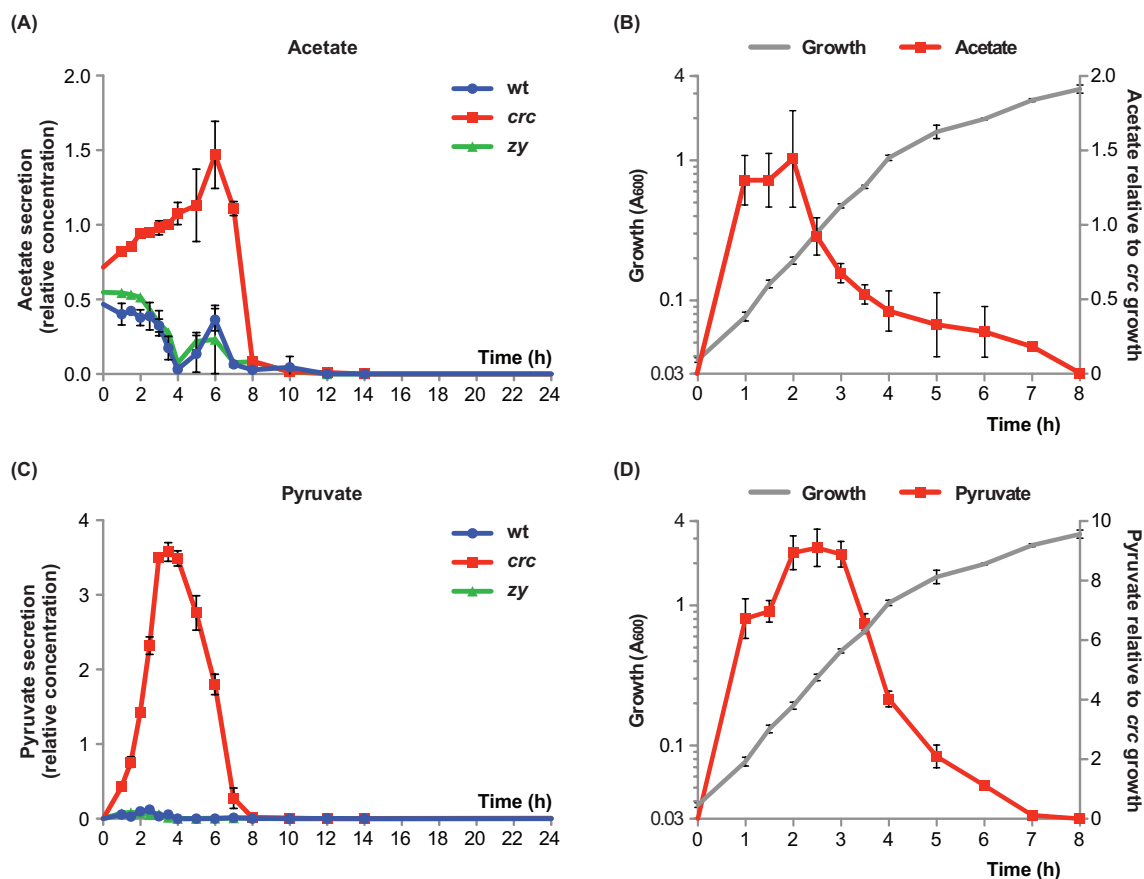 (A)
Acetate
wt
crc
zy
Acetate secretion
(relative concentration)
2.0
1.5
1.0
0.5
0.0
Time (h)
0 2 4 6 8 10 12 14 16 18 20 22 24
(B)
Growth Acetate
Growth (A600)
4
1
0.1
0.03
2.0
1.5
1.0
0.5
0
Acetate relative to crc growth
0 1 2 3 4 5 6 7 8
Time (h)
(C)
Pyruvate
wt
crc
zy
Pyruvate secretion
(relative concentration)
4
3
2
1
0
Time (h)
0 2 4 6 8 10 12 14 16 18 20 22 24
(D)
Growth Pyruvate
Growth (A600)
4
1
0.1
0.03
10
8
6
4
2
0
Pyruvate relative to crc growth
0 1 2 3 4 5 6 7 8
Time (h)